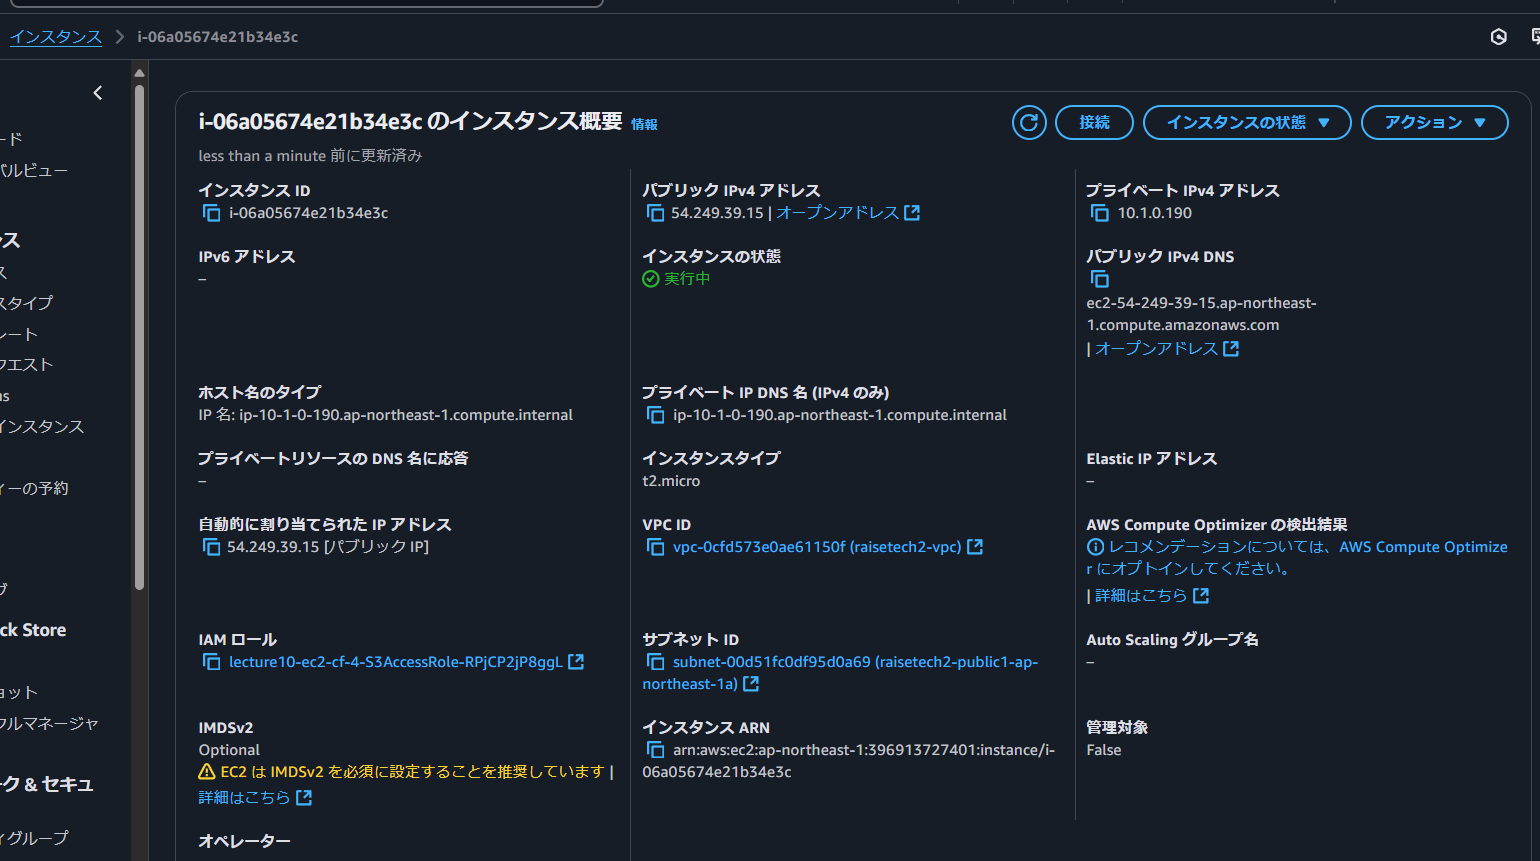 インスタンス > i-06a05674e21b34e3c
ード
バルビュー
ス
ス
スタイプ
レート
クエスト
ns
インスタンス
ィーの予約
ブ
ck Store
ョット
クルマネージャ
ーク & セキュ
ィグループ
i-06a05674e21b34e3c のインスタンス概要 情報
接続
インスタンスの状態
アクション
less than a minute 前に更新済み
インスタンス ID
i-06a05674e21b34e3c
パブリック IPv4 アドレス
54.249.39.15 | オープンアドレス
プライベート IPv4 アドレス
10.1.0.190
IPv6 アドレス
–
インスタンスの状態
実行中
パブリック IPv4 DNS
ec2-54-249-39-15.ap-northeast-
1.compute.amazonaws.com
| オープンアドレス
ホスト名のタイプ
IP 名: ip-10-1-0-190.ap-northeast-1.compute.internal
プライベート IP DNS 名 (IPv4 のみ)
ip-10-1-0-190.ap-northeast-1.compute.internal
プライベートリソースの DNS 名に応答
–
インスタンスタイプ
t2.micro
Elastic IP アドレス
–
自動的に割り当てられた IP アドレス
54.249.39.15 [パブリック IP]
VPC ID
vpc-0cfd573e0ae61150f (raisetech2-vpc)
AWS Compute Optimizer の検出結果
レコメンデーションについては、AWS Compute Optimize
r にオプトインしてください。
| 詳細はこちら
IAM ロール
lecture10-ec2-cf-4-S3AccessRole-RPjCP2jP8ggL
サブネット ID
subnet-00d51fc0df95d0a69 (raisetech2-public1-ap-
northeast-1a)
Auto Scaling グループ名
–
IMDSv2
Optional
EC2 は IMDSv2 を必須に設定することを推奨しています |
詳細はこちら
インスタンス ARN
arn:aws:ec2:ap-northeast-1:396913727401:instance/i-
06a05674e21b34e3c
管理対象
False
オペレーター